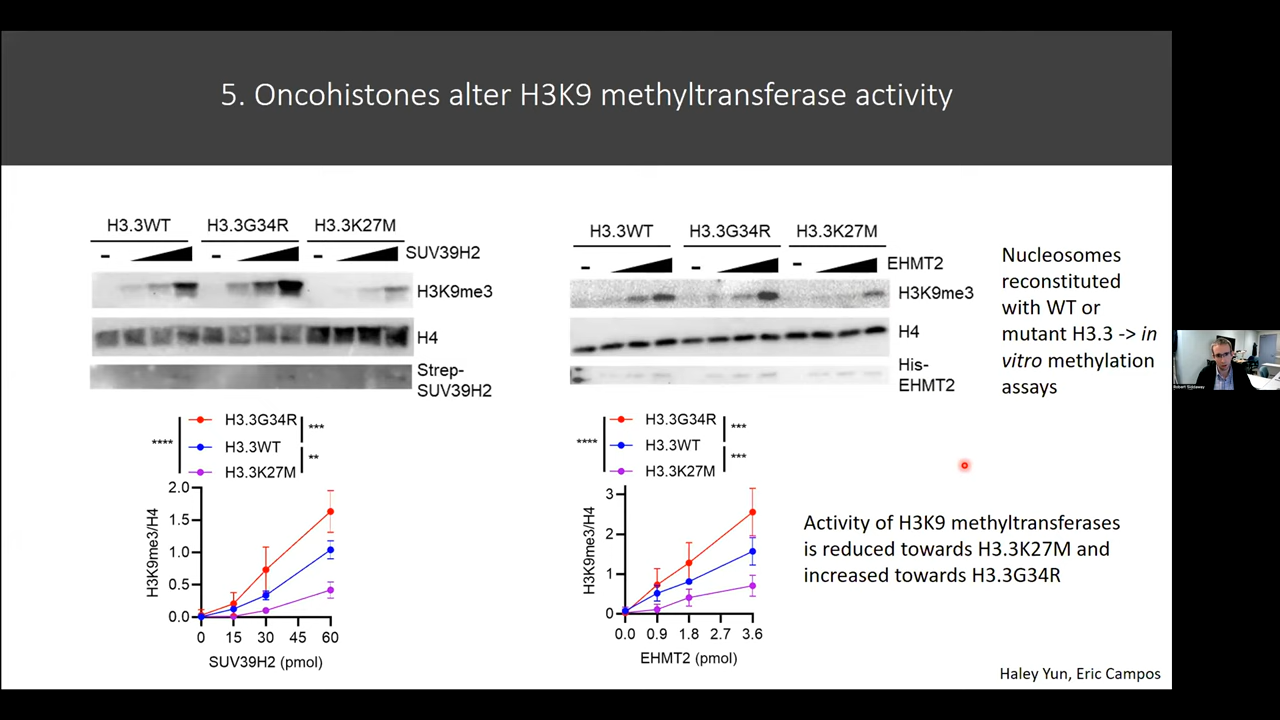 5. Oncohistones alter H3K9 methyltransferase activity
H3.3WT H3.3G34R H3.3K27M
- - - SUV39H2
H3K9me3
H4
Strep-
SUV39H2
**** H3.3G34R ***
H3.3WT
H3.3K27M **
2.0
1.5
1.0
0.5
0.0
H3K9me3/H4
0 15 30 45 60
SUV39H2 (pmol)
H3.3WT H3.3G34R H3.3K27M
- - - EHMT2
H3K9me3
H4
His-
EHMT2
**** H3.3G34R ***
H3.3WT
H3.3K27M ***
3
2
1
0
H3K9me3/H4
0.0 0.9 1.8 2.7 3.6
EHMT2 (pmol)
Nucleosomes
reconstituted
with WT or
mutant H3.3 -> in
vitro methylation
assays
Activity of H3K9 methyltransferases
is reduced towards H3.3K27M and
increased towards H3.3G34R
Haley Yun, Eric Campos
Robert Siddaway